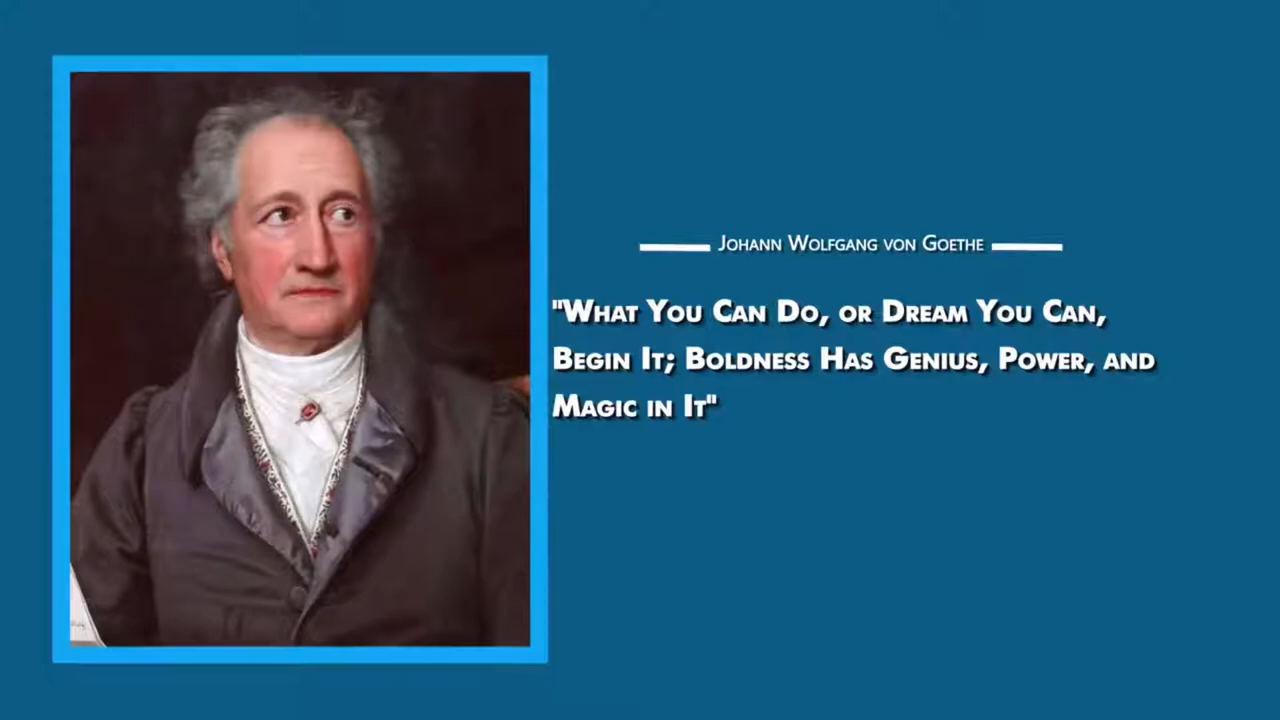 Johann Wolfgang von Goethe
"What You Can Do, or Dream You Can,
Begin It; Boldness Has Genius, Power, and
Magic in It"